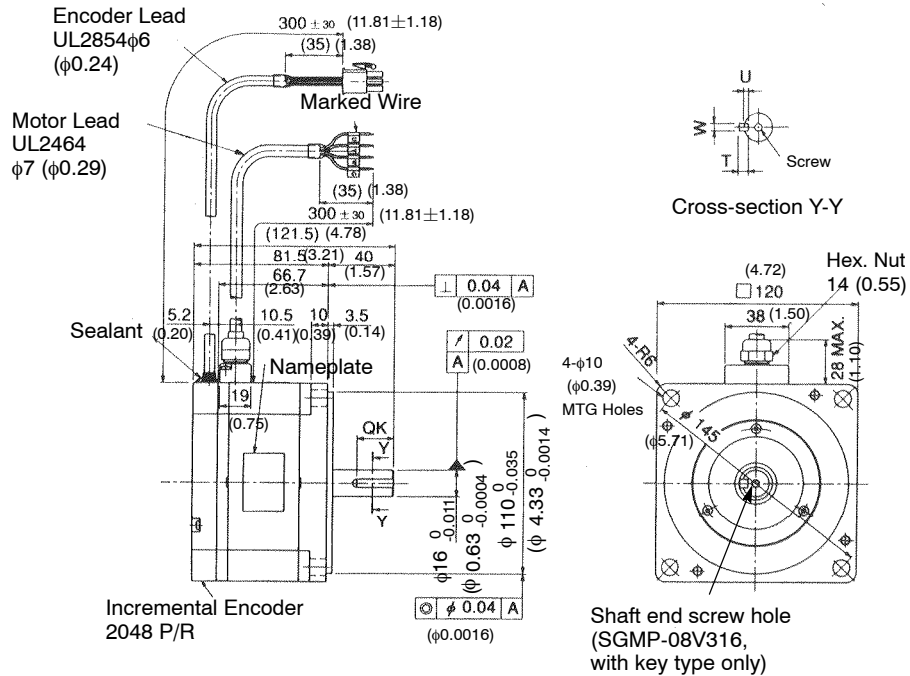 Encoder Lead
UL2854φ6
(φ0.24)
300 ± 30 (11.81±1.18)
(35) (1.38)
Marked Wire
Motor Lead
UL2464
φ7 (φ0.29)
(35) (1.38)
300 ± 30 (11.81±1.18)
(121.5) (4.78)
81.5(3.21) 40
(1.57)
66.7
(2.63)
⊥ 0.04 A
(0.0016)
5.2
(0.20)
10.5
(0.41)
10
(0.39)
3.5
(0.14)
↗ 0.02
A (0.0008)
Sealant
Nameplate
19
(0.75)
QK
Y
Y
φ16 0 -0.011
(φ 0.63 0 -0.0004)
φ 110 0 -0.035
(φ 4.33 0 -0.0014)
◎ φ 0.04 A
(φ0.0016)
Incremental Encoder
2048 P/R
U
W
T
Screw
Cross-section Y-Y
(4.72)
□ 120
Hex. Nut
14 (0.55)
38 (1.50)
28 MAX.
(1.10)
4-R6
4-φ10
(φ0.39)
MTG Holes
φ 145
(φ5.71)
Shaft end screw hole
(SGMP-08V316,
with key type only)